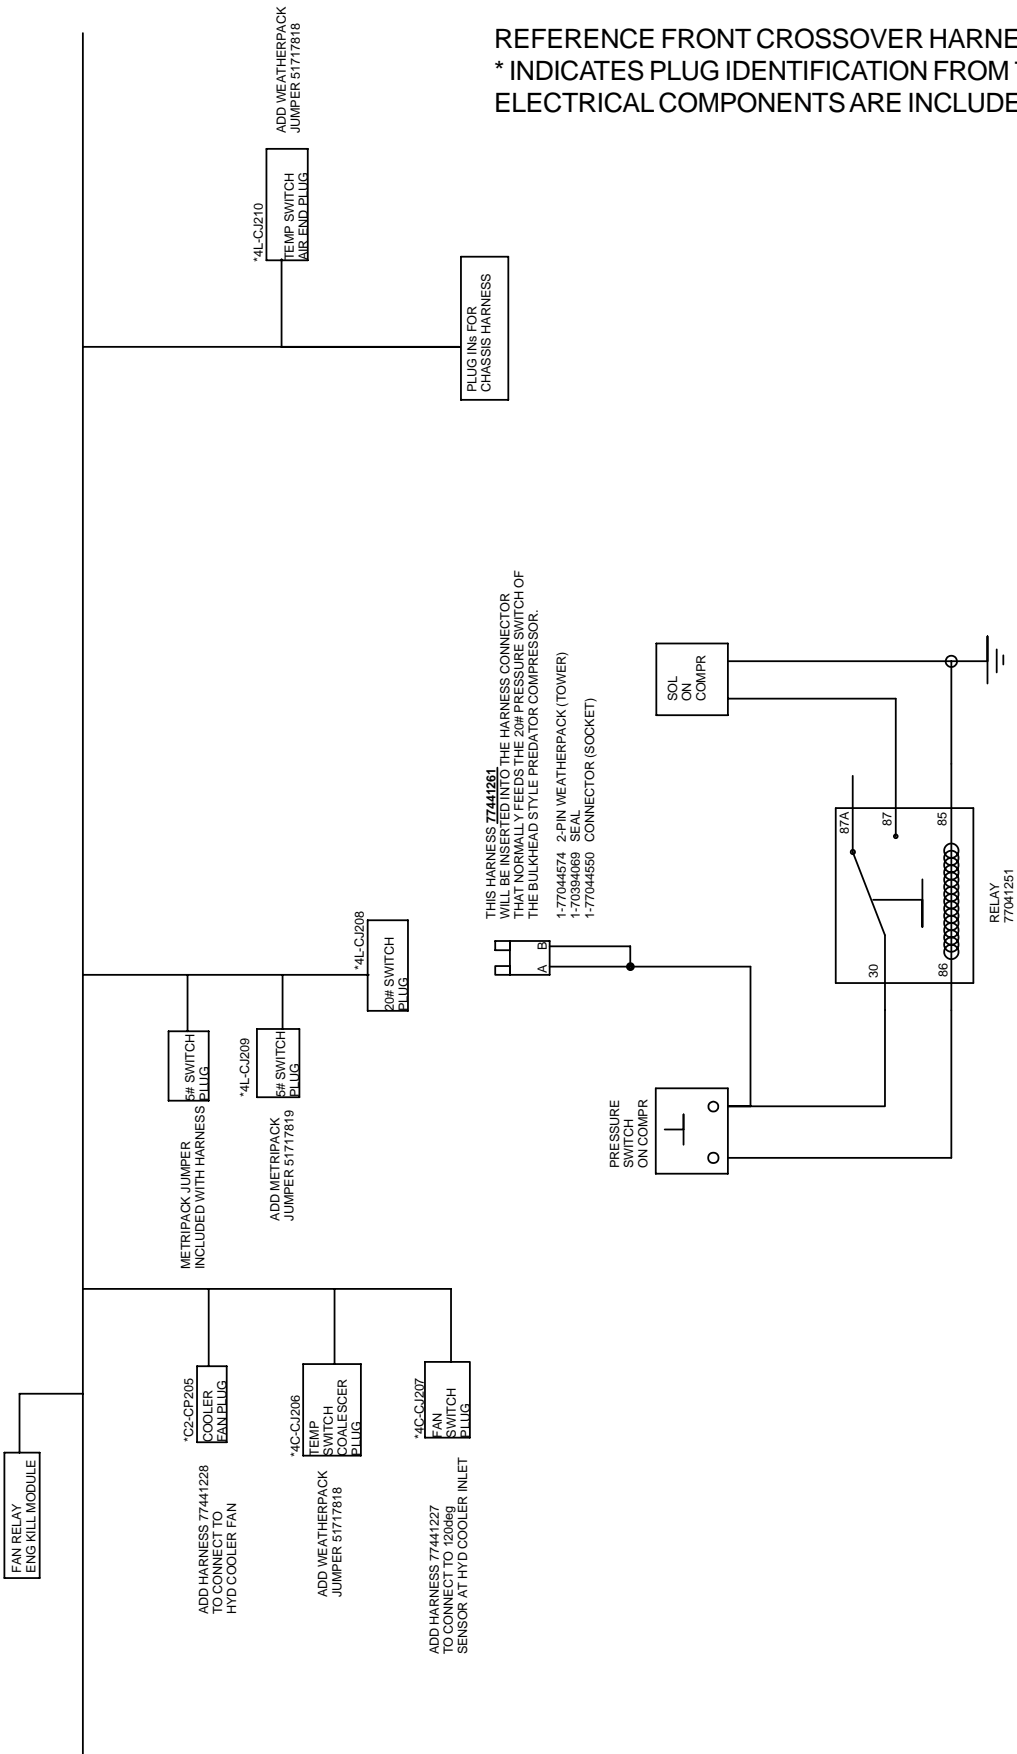 REFERENCE FRONT CROSSOVER HARNE
* INDICATES PLUG IDENTIFICATION FROM
ELECTRICAL COMPONENTS ARE INCLUDE
ADD WEATHERPACK
JUMPER 51717818
*4L-CJ210
TEMP SWITCH
AIR END PLUG
PLUG INs FOR
CHASSIS HARNESS
*4L-CJ208
20# SWITCH
PLUG
5# SWITCH
PLUG
METRIPACK JUMPER
INCLUDED WITH HARNESS
*4L-CJ209
5# SWITCH
PLUG
ADD METRIPACK
JUMPER 51717819
FAN RELAY
ENG KILL MODULE
*C2-CP205
COOLER
FAN PLUG
ADD HARNESS 77441228
TO CONNECT TO
HYD COOLER FAN
*4C-CJ206
TEMP
SWITCH
COALESCER
PLUG
ADD WEATHERPACK
JUMPER 51717818
*4C-CJ207
FAN
SWITCH
PLUG
ADD HARNESS 77441227
TO CONNECT TO 120deg
SENSOR AT HYD COOLER INLET
THIS HARNESS 77441261
WILL BE INSERTED INTO THE HARNESS CONNECTOR
THAT NORMALLY FEEDS THE 20# PRESSURE SWITCH OF
THE BULKHEAD STYLE PREDATOR COMPRESSOR.
1-77044574 2-PIN WEATHERPACK (TOWER)
1-70394069 SEAL
1-77044550 CONNECTOR (SOCKET)
A B
SOL
ON
COMPR
PRESSURE
SWITCH
ON COMPR
87A
87
85
30
86
RELAY
77041251